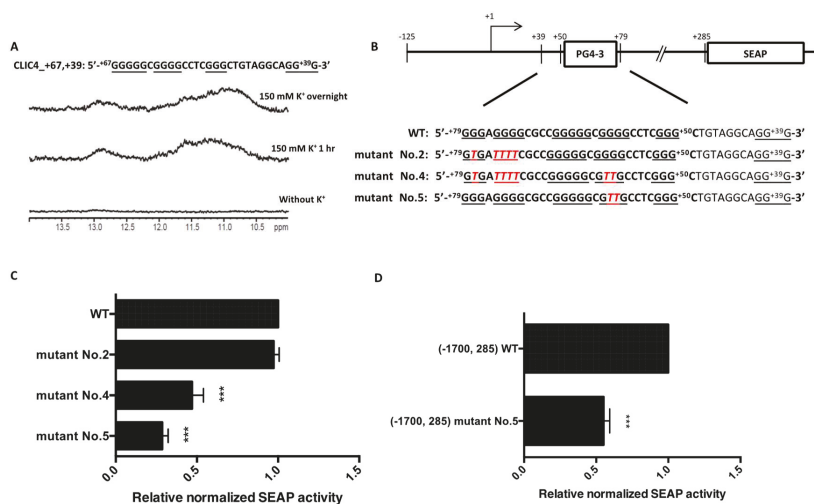 A
CLIC4_+67,+39: 5’-+67GGGGGCGGGGCCTCGGGCTGTAGGCAGG+39G-3’
150 mM K+ overnight
150 mM K+ 1 hr
Without K+
13.5 13.0 12.5 12.0 11.5 11.0 10.5 ppm
B
-125 +1 +39 +50 PG4-3 +79 +285 SEAP
WT: 5’-+79GGGAGGGGCGCCGGGGGCGGGGCCTCGGG+50CTGTAGGCAGG+39G-3’
mutant No.2: 5’-+79GTGATTTTCGCCGGGGGCGGGGCCTCGGG+50CTGTAGGCAGG+39G-3’
mutant No.4: 5’-+79GTGATTTTCGCCGGGGGCGTTGCCTCGGG+50CTGTAGGCAGG+39G-3’
mutant No.5: 5’-+79GGGAGGGGCGCCGGGGGCGTTGCCTCGGG+50CTGTAGGCAGG+39G-3’
C
WT
mutant No.2
mutant No.4
***
mutant No.5
***
0.0 0.5 1.0 1.5
Relative normalized SEAP activity
D
(-1700, 285) WT
(-1700, 285) mutant No.5
***
0.0 0.5 1.0 1.5
Relative normalized SEAP activity